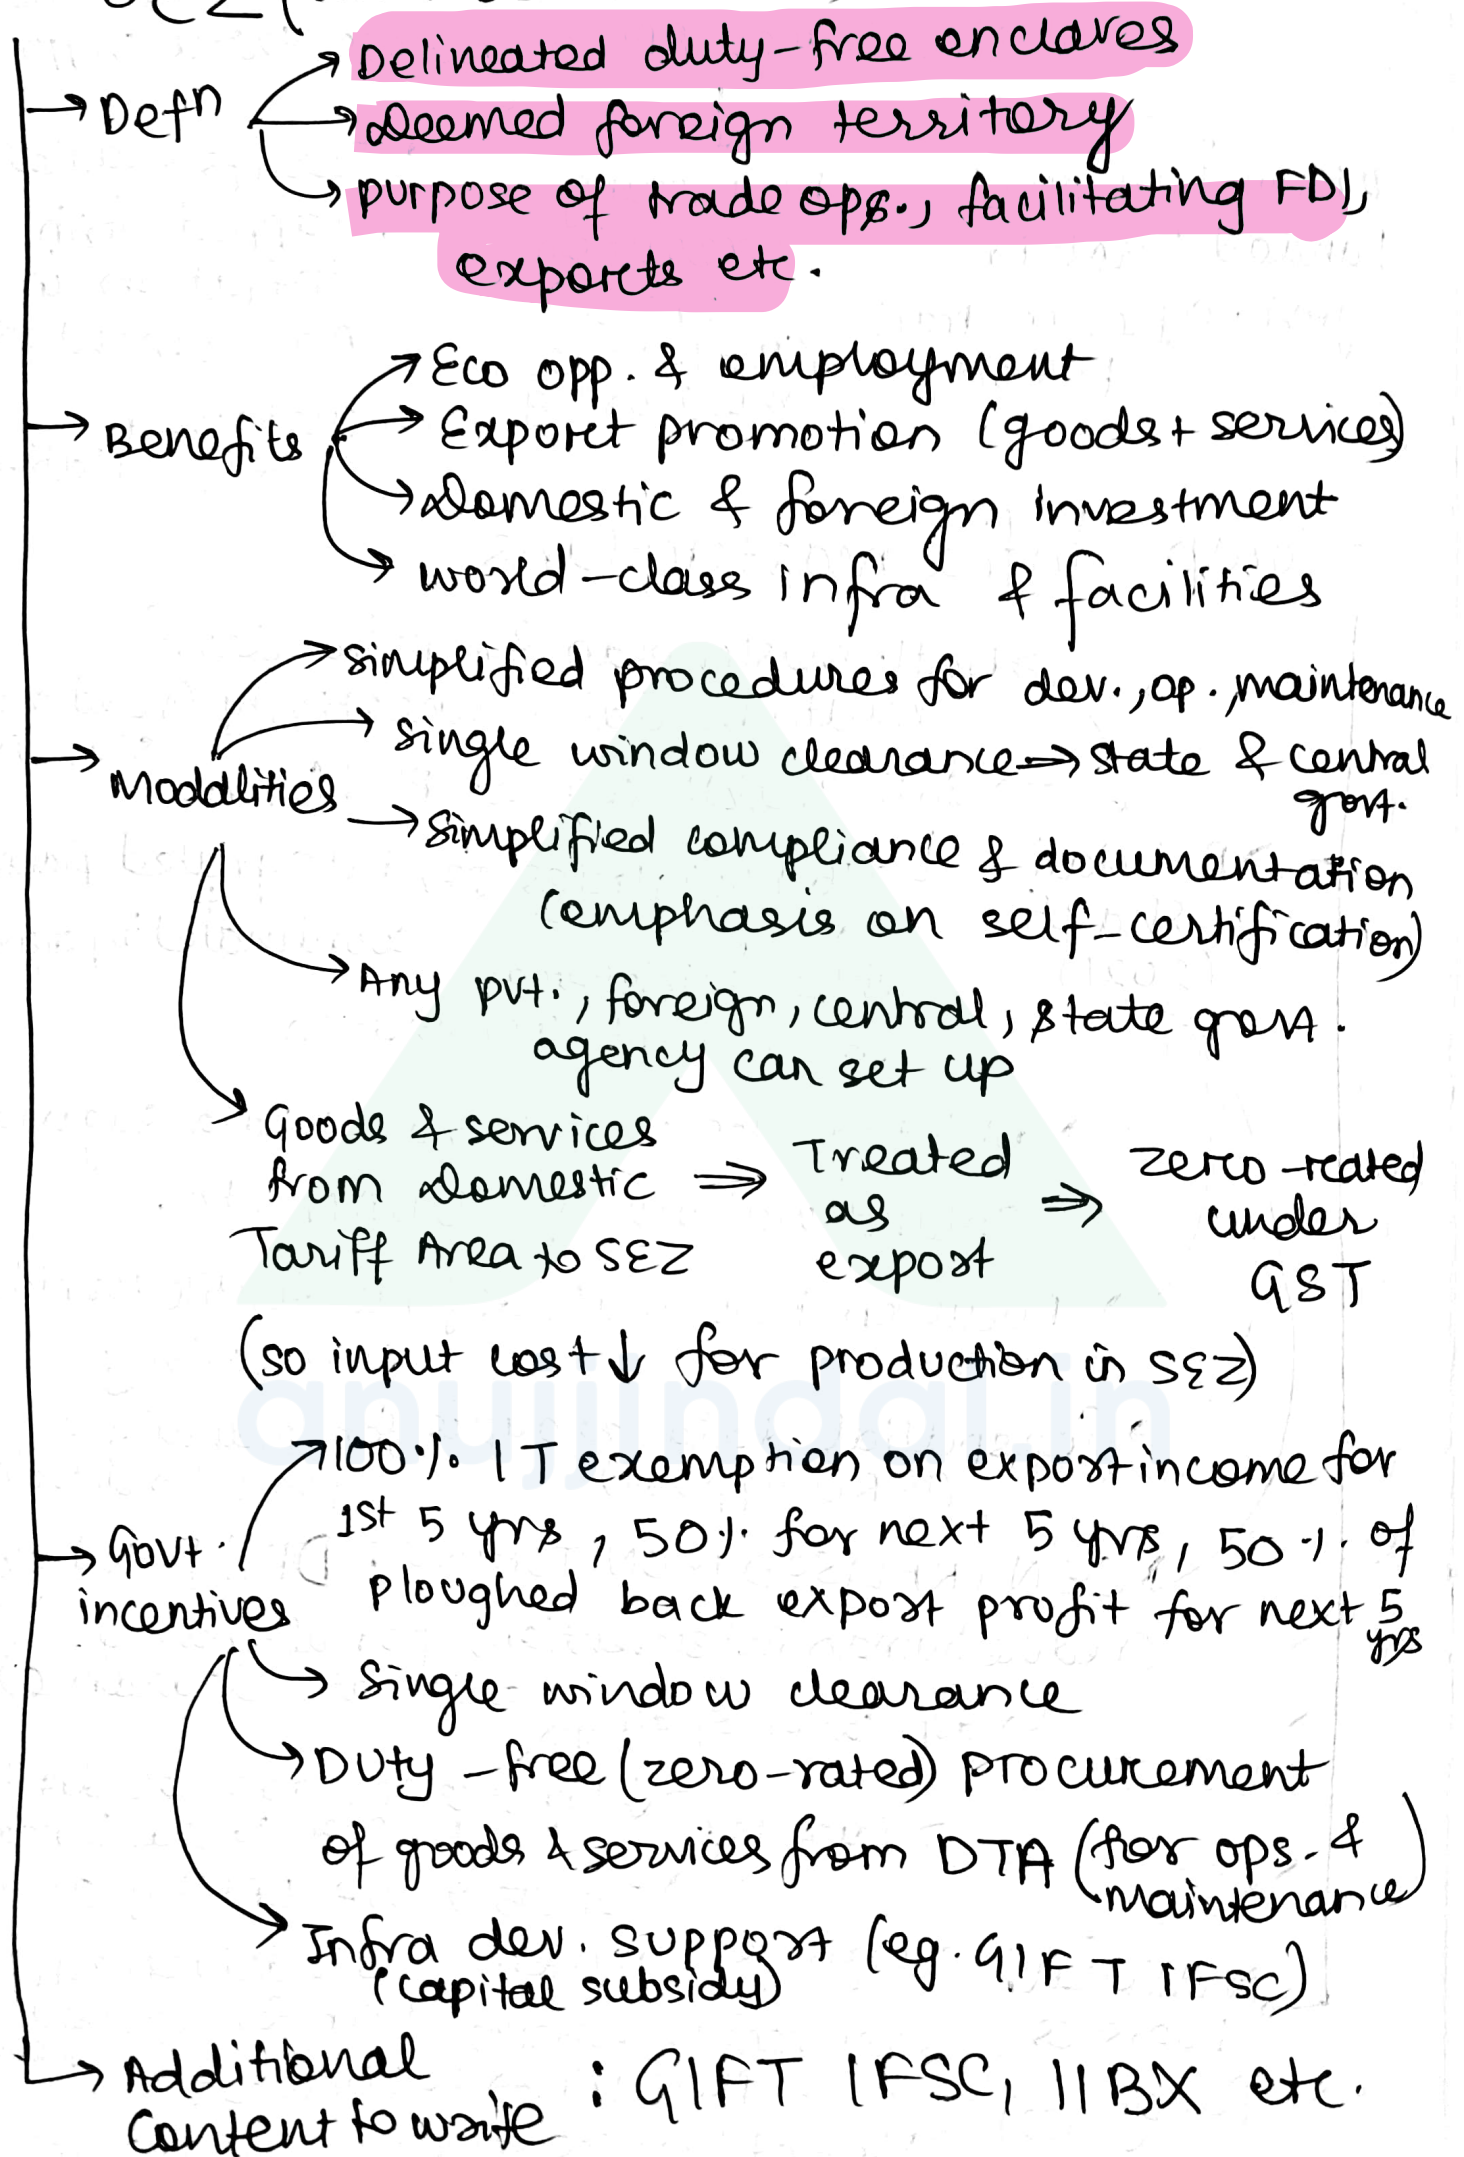 SEZ (
→ Defn
→ Delineated duty-free enclaves
→ Deemed foreign territory
→ purpose of trade ops., facilitating FDI,
exports etc.
→ Benefits
→ Eco opp. & employment
→ Export promotion (goods + services)
→ Domestic & foreign investment
→ world-class infra & facilities
→ Modalities
→ simplified procedures for dev., op., maintenance
→ single window clearance ⇒ state & central
govt.
→ simplified compliance & documentation
(emphasis on self-certification)
→ Any pvt., foreign, central, state govt.
agency can set up
→ Goods & services
from Domestic
Tariff Area to SEZ
⇒ Treated
as
export
⇒ zero-rated
under
GST
(so input cost↓ for production in SEZ)
anujjindal.in
→ Govt.
incentives
→ 100% IT exemption on export income for
1st 5 yrs, 50% for next 5 yrs, 50% of
ploughed back export profit for next 5
yrs
→ Single window clearance
→ Duty-free (zero-rated) procurement
of goods & services from DTA (for ops. &
maintenance)
→ Infra dev. support (eg. GIFT IFSC)
(capital subsidy)
→ Additional
content to write
: GIFT IFSC, IIBX etc.